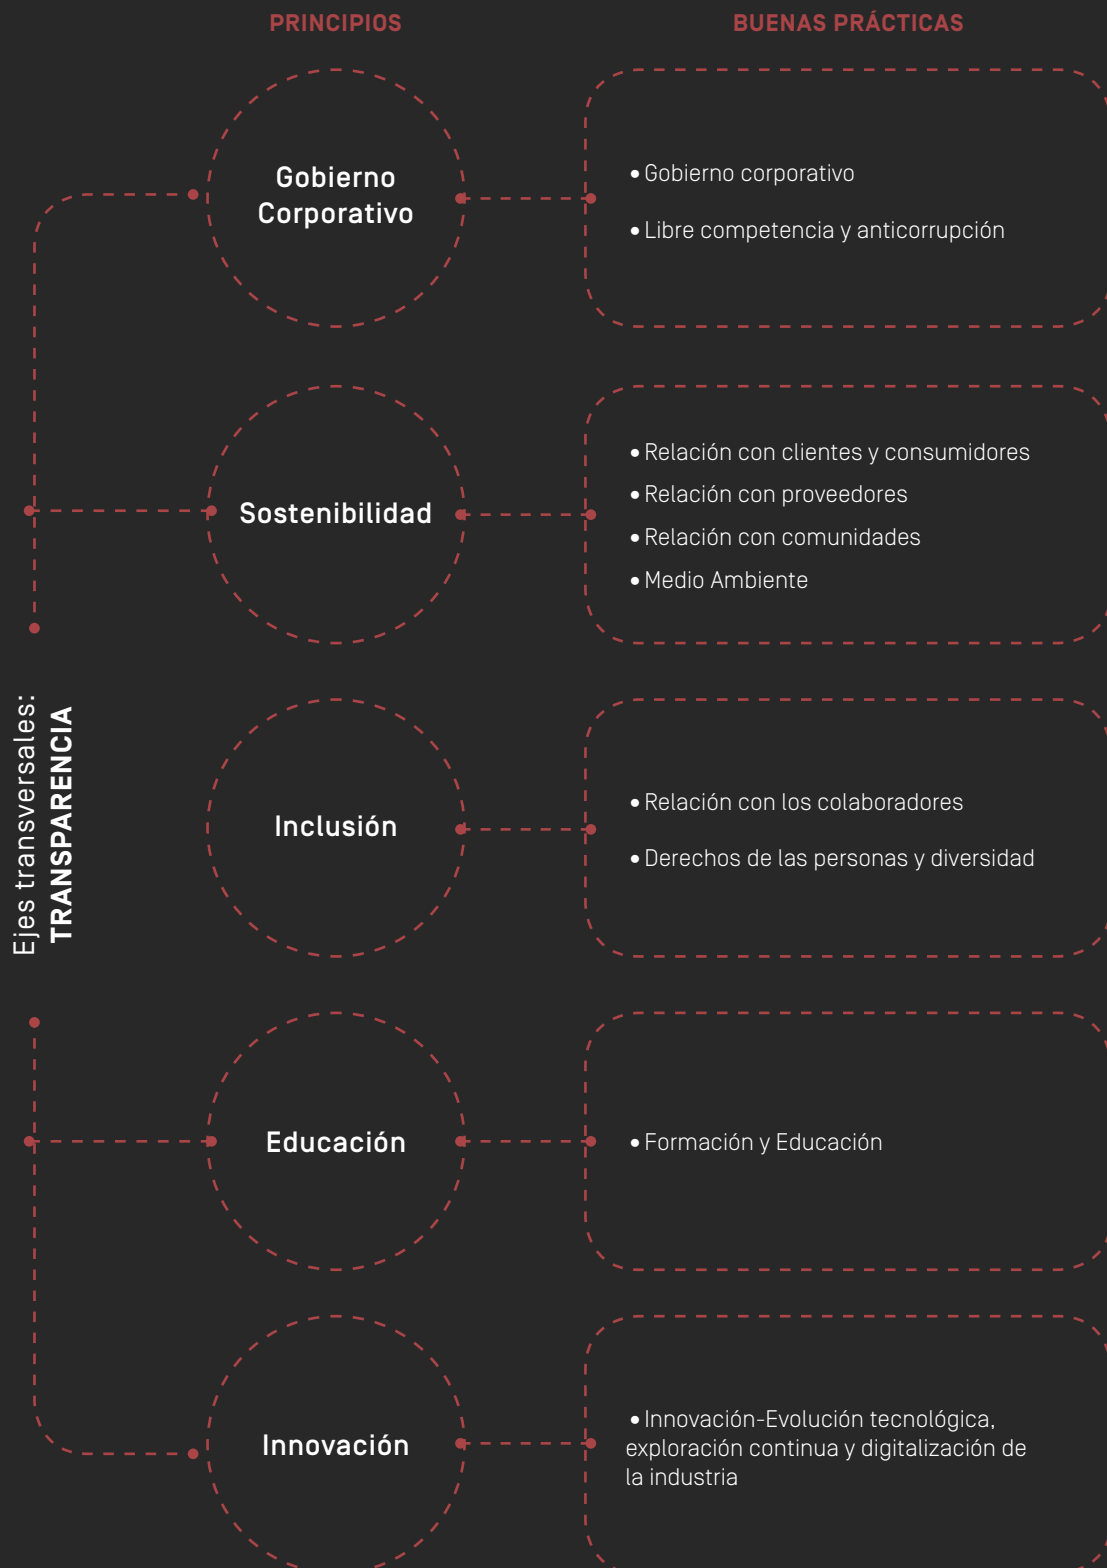 PRINCIPIOS
BUENAS PRÁCTICAS
Gobierno
Corporativo
• Gobierno corporativo
• Libre competencia y anticorrupción
Sostenibilidad
• Relación con clientes y consumidores
• Relación con proveedores
• Relación con comunidades
• Medio Ambiente
Ejes transversales:
TRANSPARENCIA
Inclusión
• Relación con los colaboradores
• Derechos de las personas y diversidad
Educación
• Formación y Educación
Innovación
• Innovación-Evolución tecnológica,
exploración continua y digitalización de
la industria